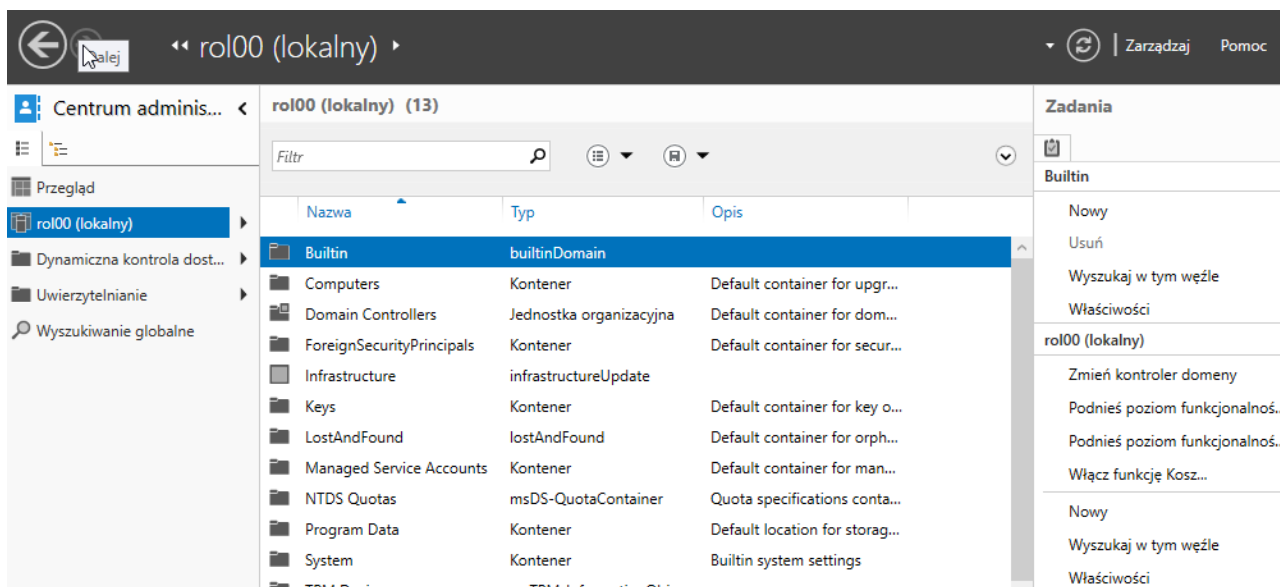 Dalej
rol00 (lokalny)
Zarządzaj Pomoc
Centrum adminis...
Przegląd
rol00 (lokalny)
Dynamiczna kontrola dost...
Uwierzytelnianie
Wyszukiwanie globalne
rol00 (lokalny) (13)
Filtr
Nazwa Typ Opis
Builtin builtinDomain
Computers Kontener Default container for upgr...
Domain Controllers Jednostka organizacyjna Default container for dom...
ForeignSecurityPrincipals Kontener Default container for secur...
Infrastructure infrastructureUpdate
Keys Kontener Default container for key o...
LostAndFound lostAndFound Default container for orph...
Managed Service Accounts Kontener Default container for man...
NTDS Quotas msDS-QuotaContainer Quota specifications conta...
Program Data Kontener Default location for storag...
System Kontener Builtin system settings
Zadania
Builtin
Nowy
Usuń
Wyszukaj w tym węźle
Właściwości
rol00 (lokalny)
Zmień kontroler domeny
Podnieś poziom funkcjonalnoś..
Podnieś poziom funkcjonalnoś..
Włącz funkcję Kosz...
Nowy
Wyszukaj w tym węźle
Właściwości